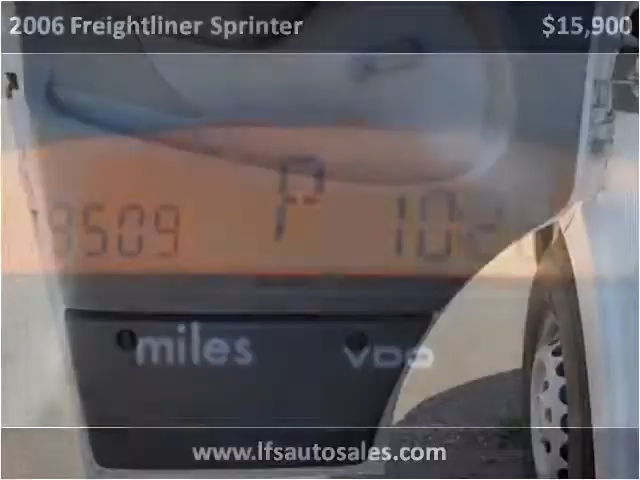 2006 Freightliner Sprinter $15,900
P
miles VDO
www.lfsautosales.com